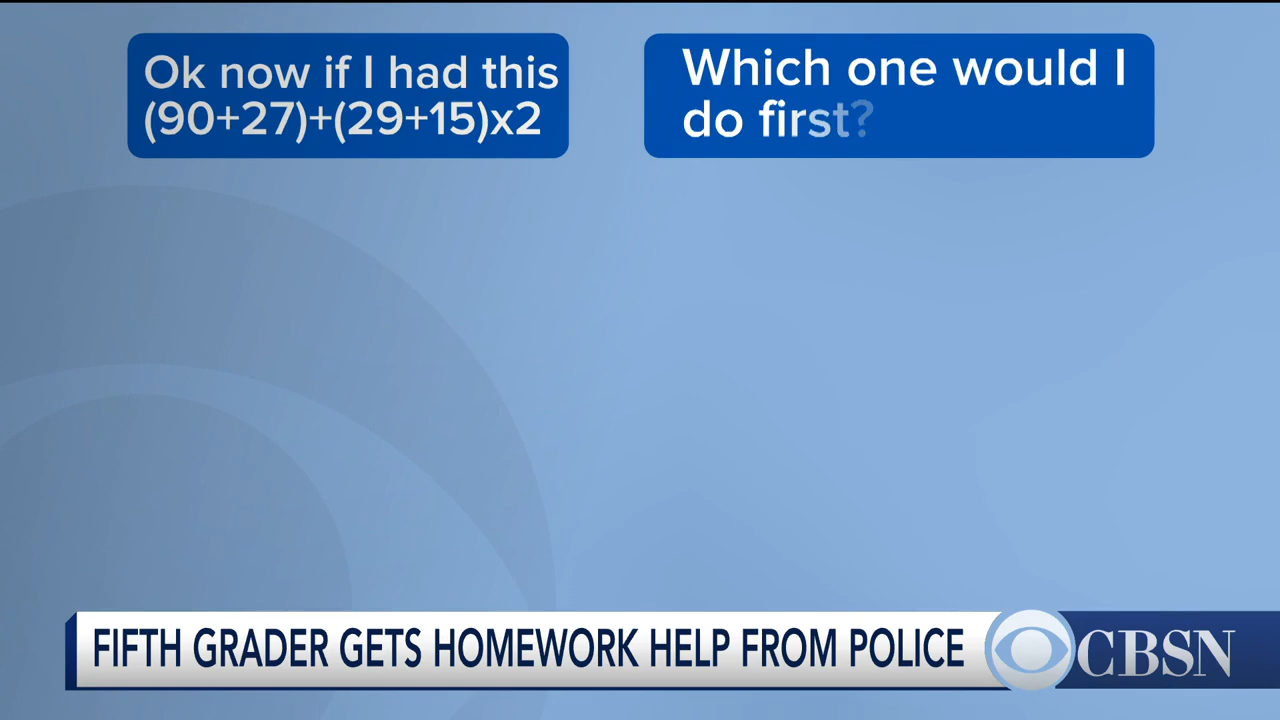 Ok now if I had this
(90+27)+(29+15)x2
Which one would I
do first?
FIFTH GRADER GETS HOMEWORK HELP FROM POLICE
CBSN